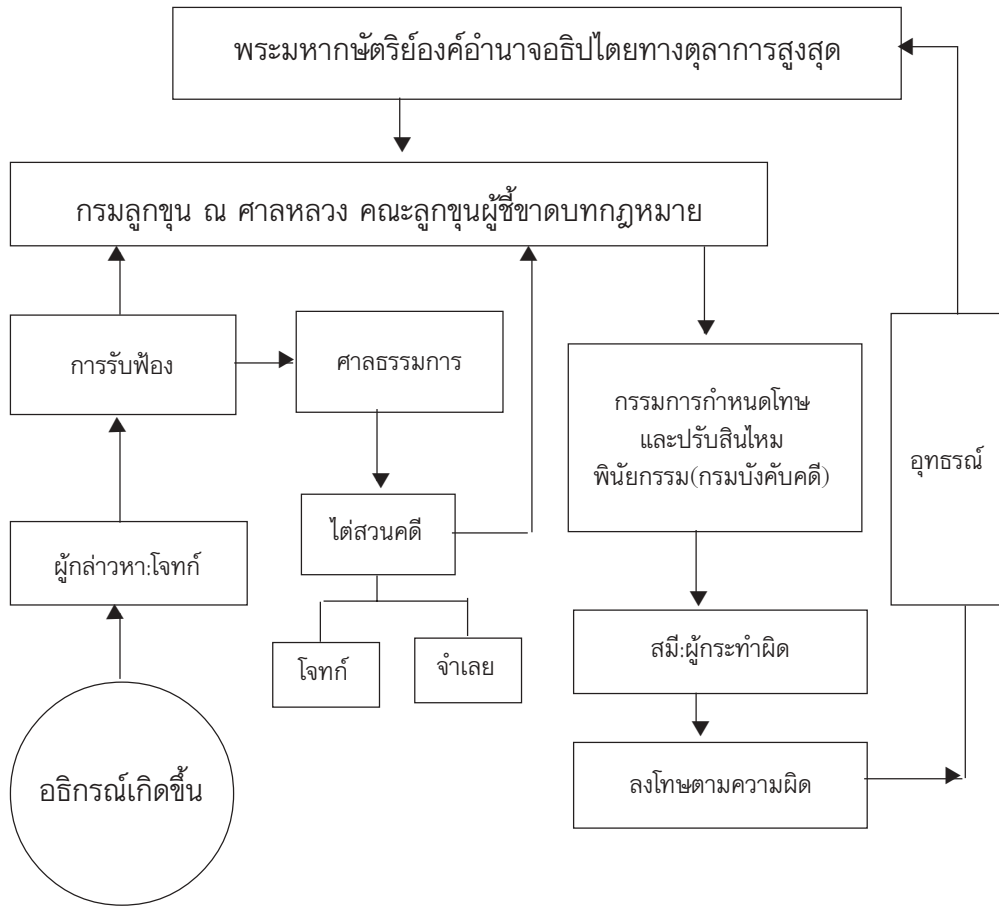 พระมหากษัตริย์องค์อำนาจอธิปไตยทางตุลาการสูงสุด
กรมลูกขุน ณ ศาลหลวง คณะลูกขุนผู้ชี้ขาดบทกฎหมาย
การรับฟ้อง
ศาลธรรมการ
กรรมการกำหนดโทษ
และปรับสินไหม
พินัยกรรม(กรมบังคับคดี)
อุทธรณ์
ไต่สวนคดี
ผู้กล่าวหา:โจทก์
โจทก์
จำเลย
สมี:ผู้กระทำผิด
ลงโทษตามความผิด
อธิกรณ์เกิดขึ้น